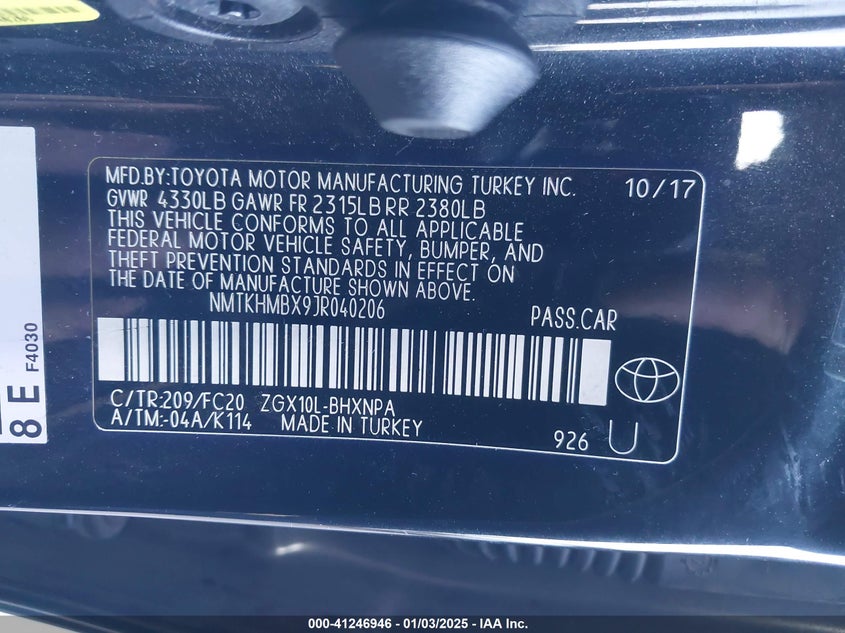 MFD.BY:TOYOTA MOTOR MANUFACTURING TURKEY INC. 10/17
GVWR 4330LB GAWR FR 2315LB RR 2380LB
THIS VEHICLE CONFORMS TO ALL APPLICABLE
FEDERAL MOTOR VEHICLE SAFETY, BUMPER, AND
THEFT PREVENTION STANDARDS IN EFFECT ON
THE DATE OF MANUFACTURE SHOWN ABOVE.
NMTKHMBX9JR040206 PASS.CAR
C/TR:209/FC20 ZGX10L-BHXNPA
A/TM:-04A/K114 MADE IN TURKEY
926 U
8 E
F4030
000-41246946 - 01/03/2025 - IAA Inc.